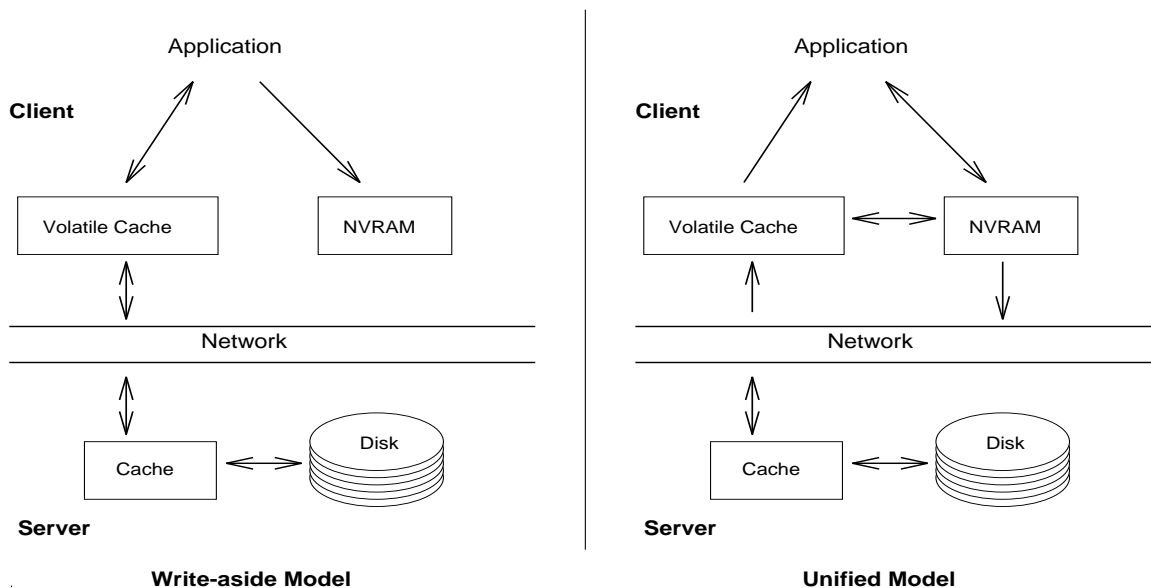 Application
Client
Volatile Cache
NVRAM
Network
Disk
Cache
Server
Write-aside Model
Application
Client
Volatile Cache
NVRAM
Network
Disk
Cache
Server
Unified Model